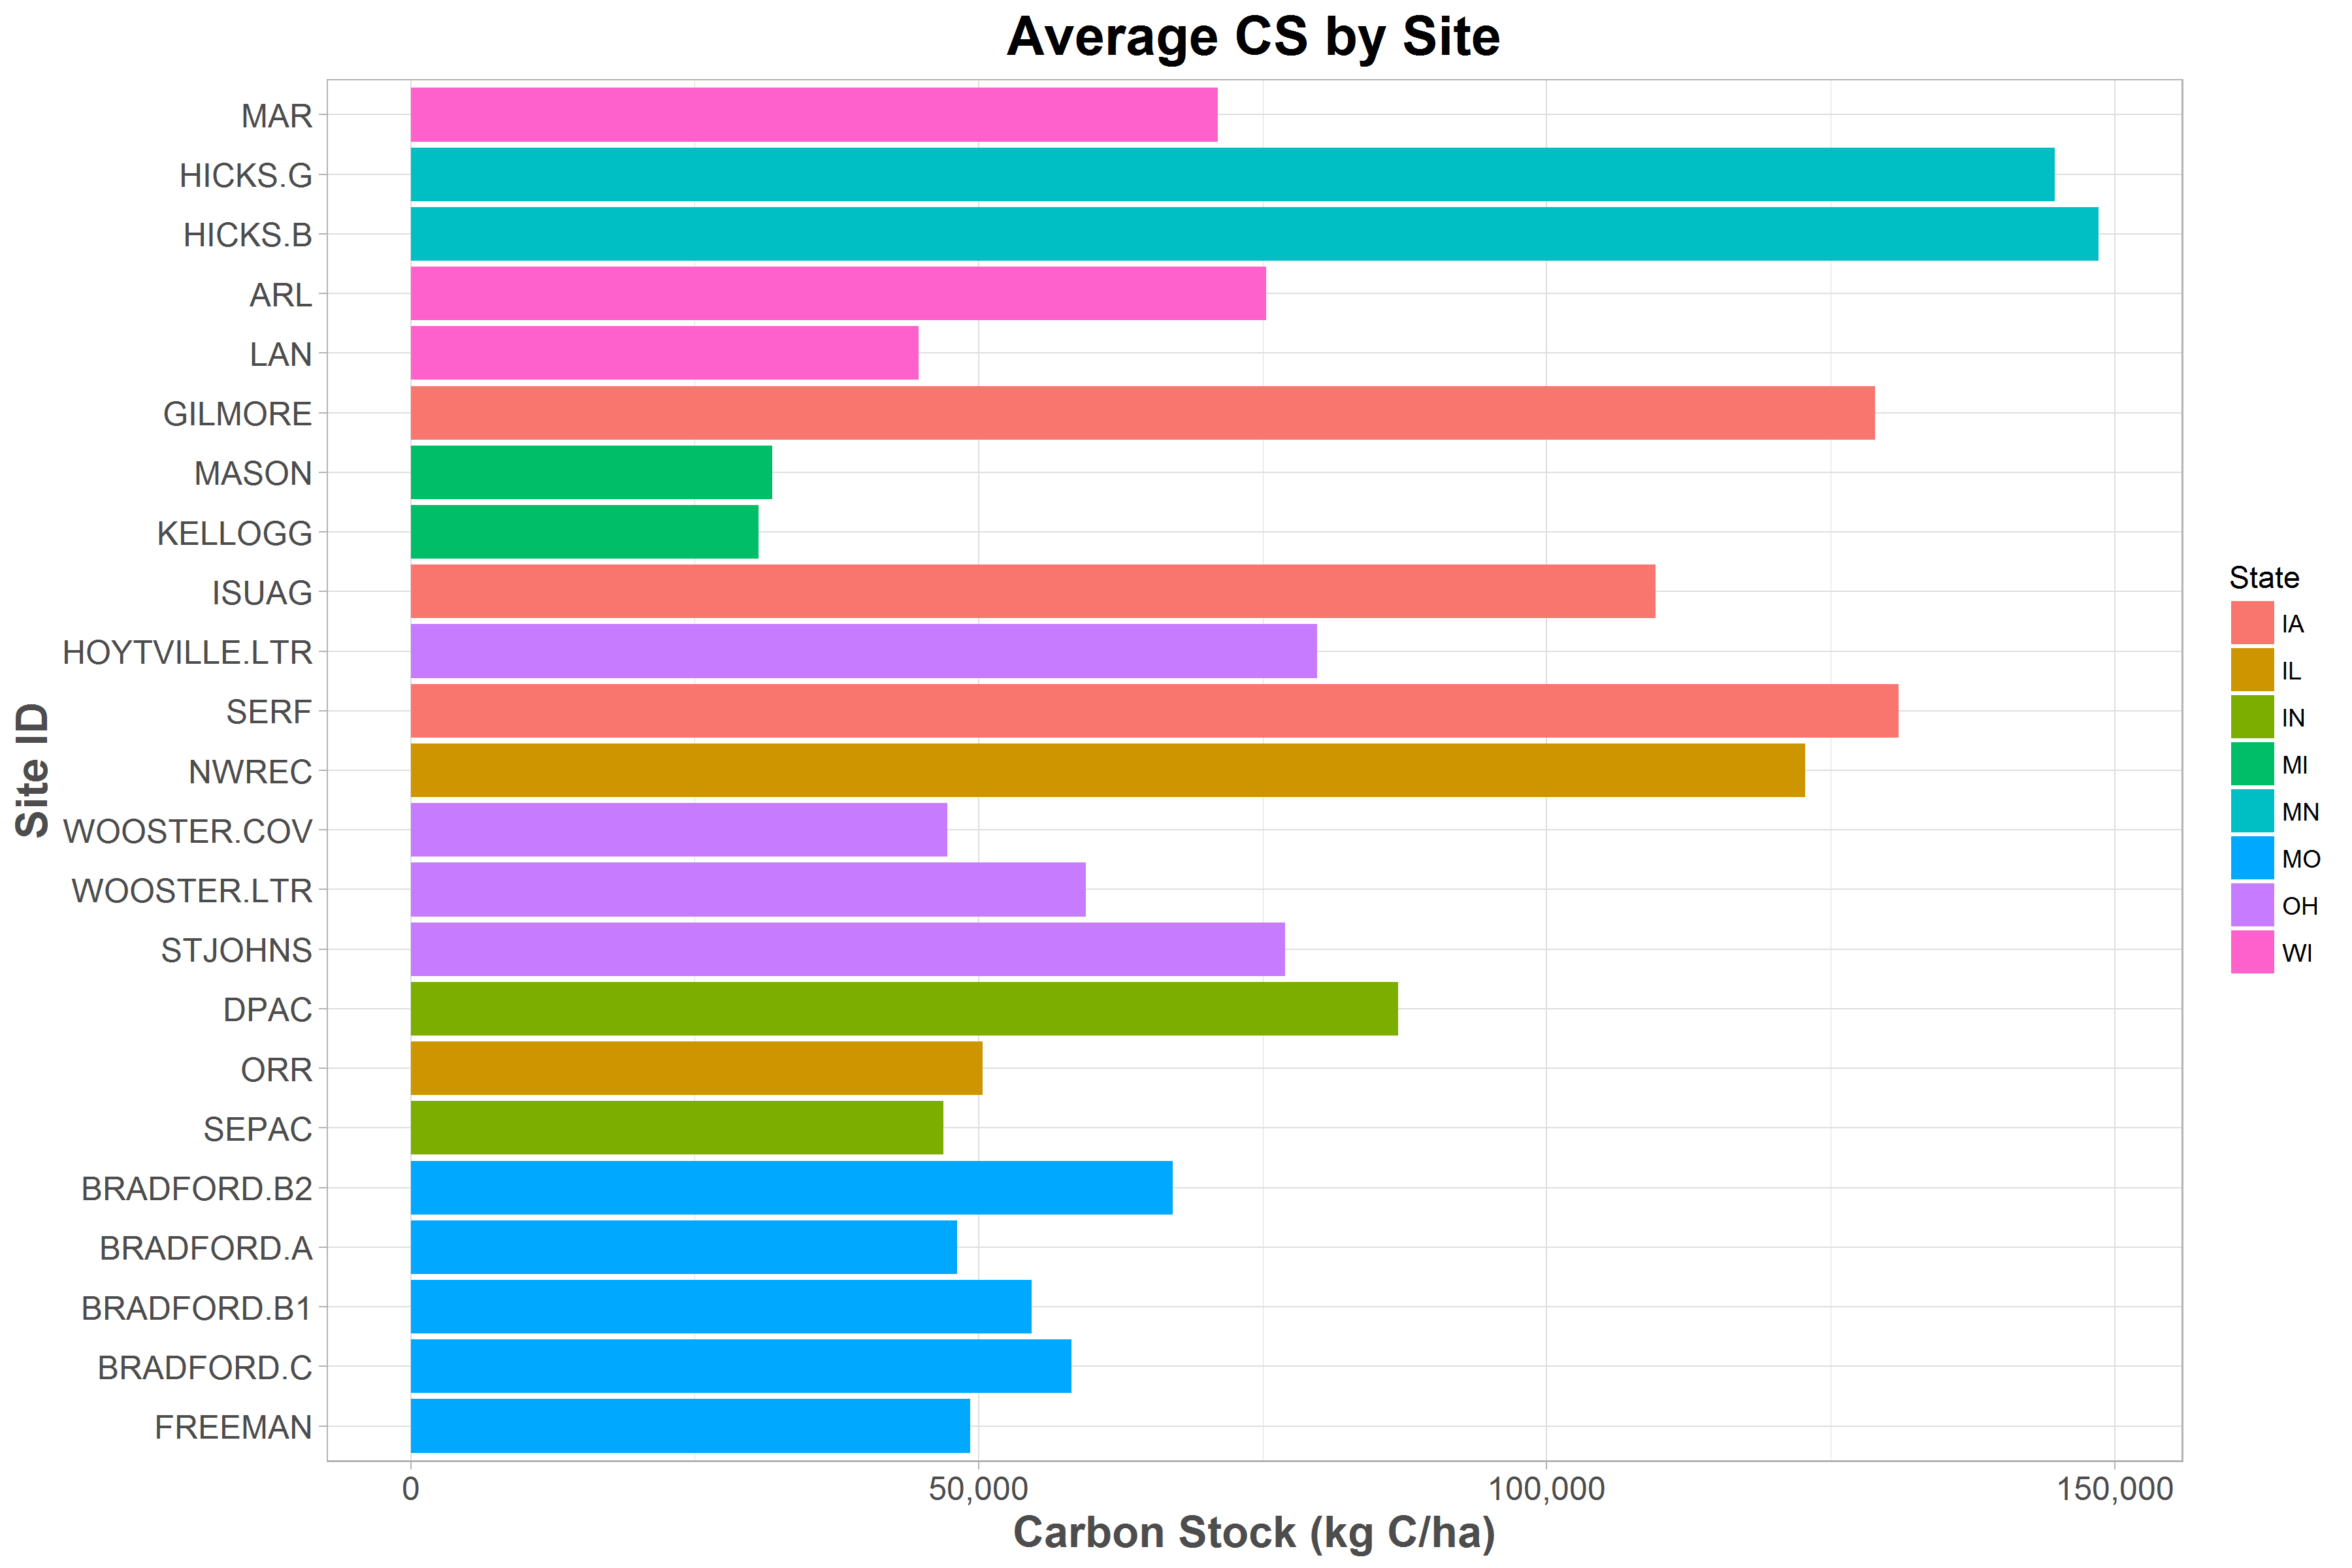 Average CS by Site
MAR
HICKS.G
HICKS.B
ARL
LAN
GILMORE
MASON
KELLOGG
ISUAG
HOYTVILLE.LTR
SERF
NWREC
WOOSTER.COV
WOOSTER.LTR
STJOHNS
DPAC
ORR
SEPAC
BRADFORD.B2
BRADFORD.A
BRADFORD.B1
BRADFORD.C
FREEMAN
Site ID
0 50,000 100,000 150,000
Carbon Stock (kg C/ha)
State
IA
IL
IN
MI
MN
MO
OH
WI